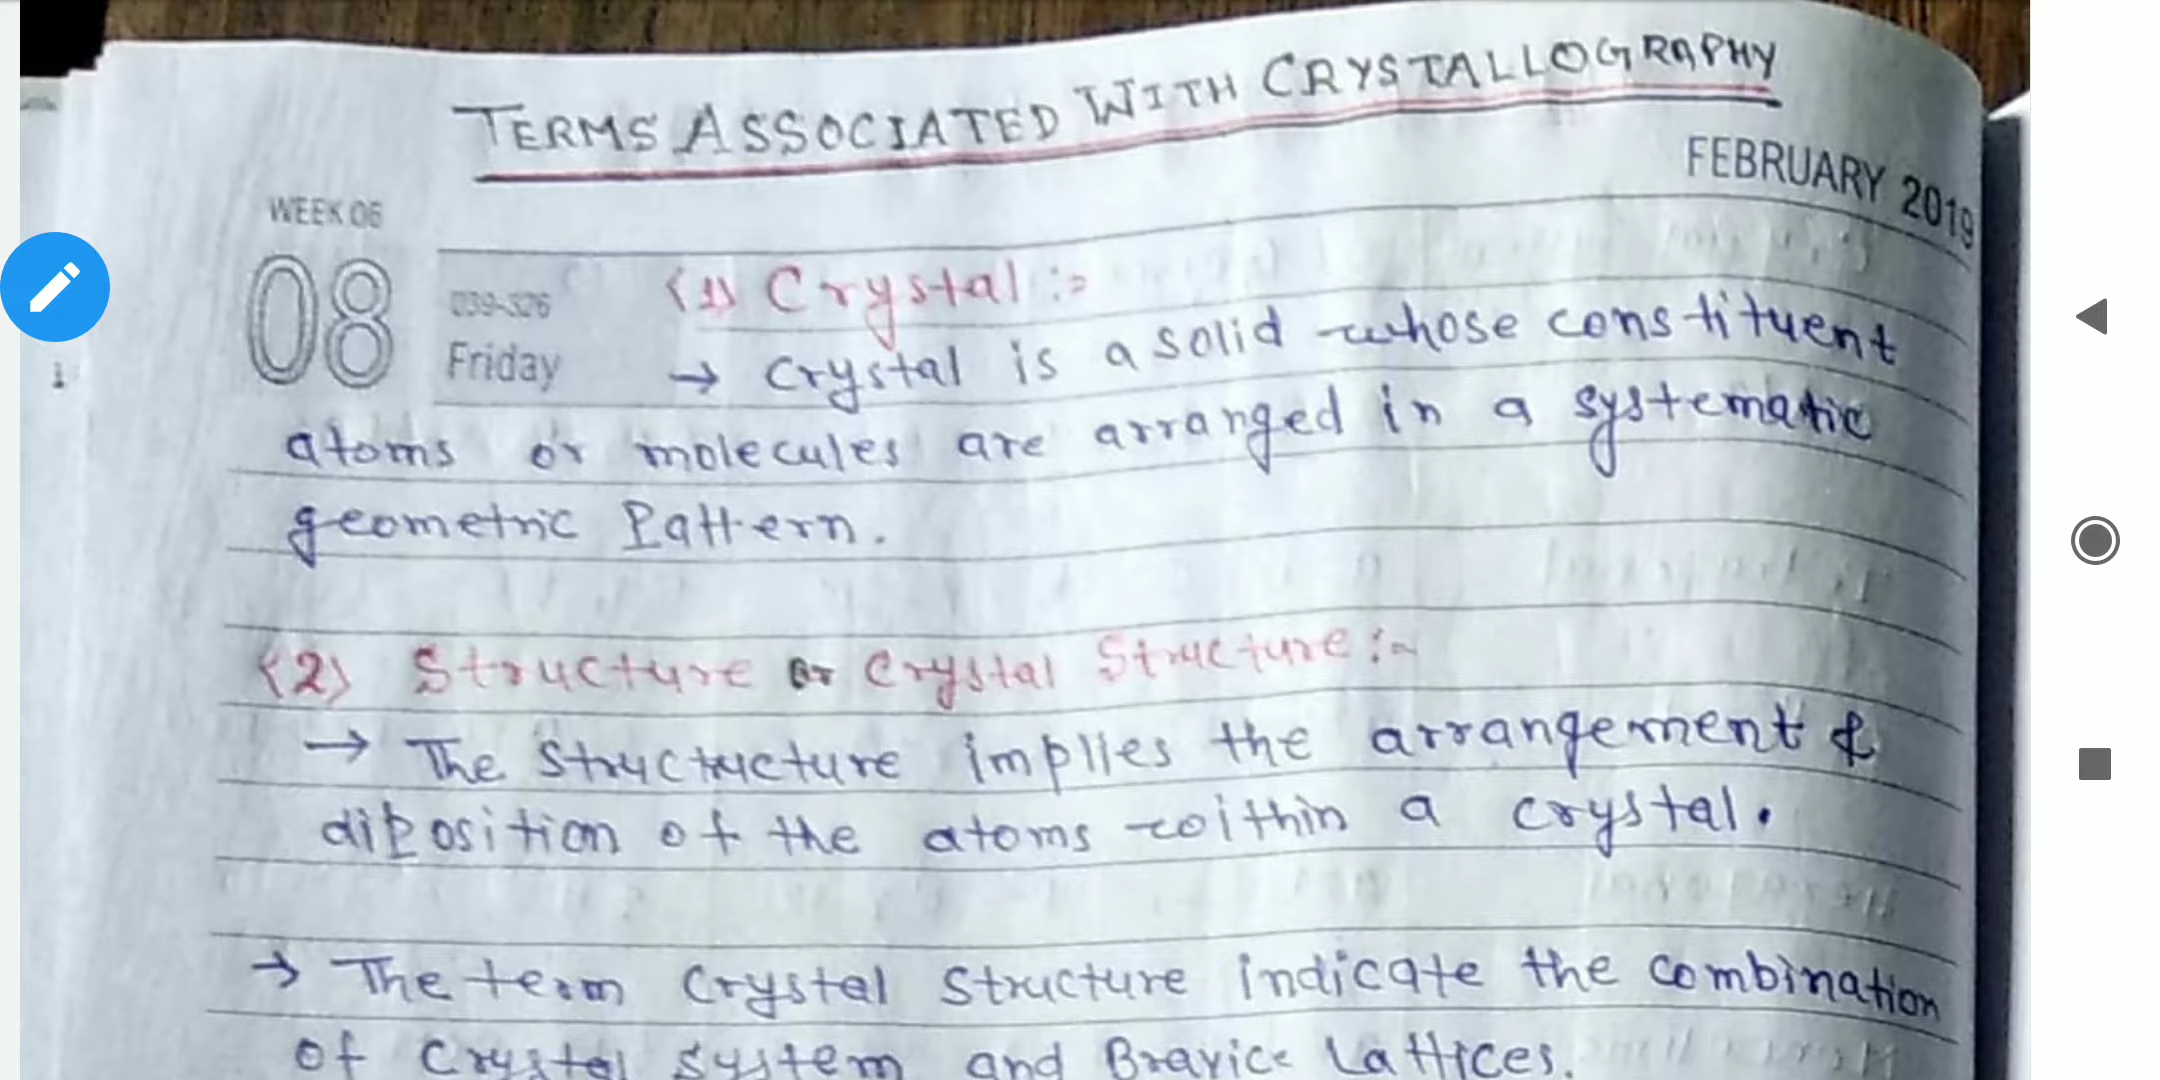 TERMS ASSOCIATED WITH CRYSTALLOGRAPHY
FEBRUARY 2019
WEEK 06
08
039-326
Friday
(1) Crystal :-
→ Crystal is a solid whose constituent
atoms or molecules are arranged in a systematic
geometric Pattern.
(2) Structure or Crystal Structure :-
→ The structucture implies the arrangement &
diposition of the atoms within a crystal.
→ The term Crystal Structure indicate the combination
of Crystal system and Bravice Lattices.